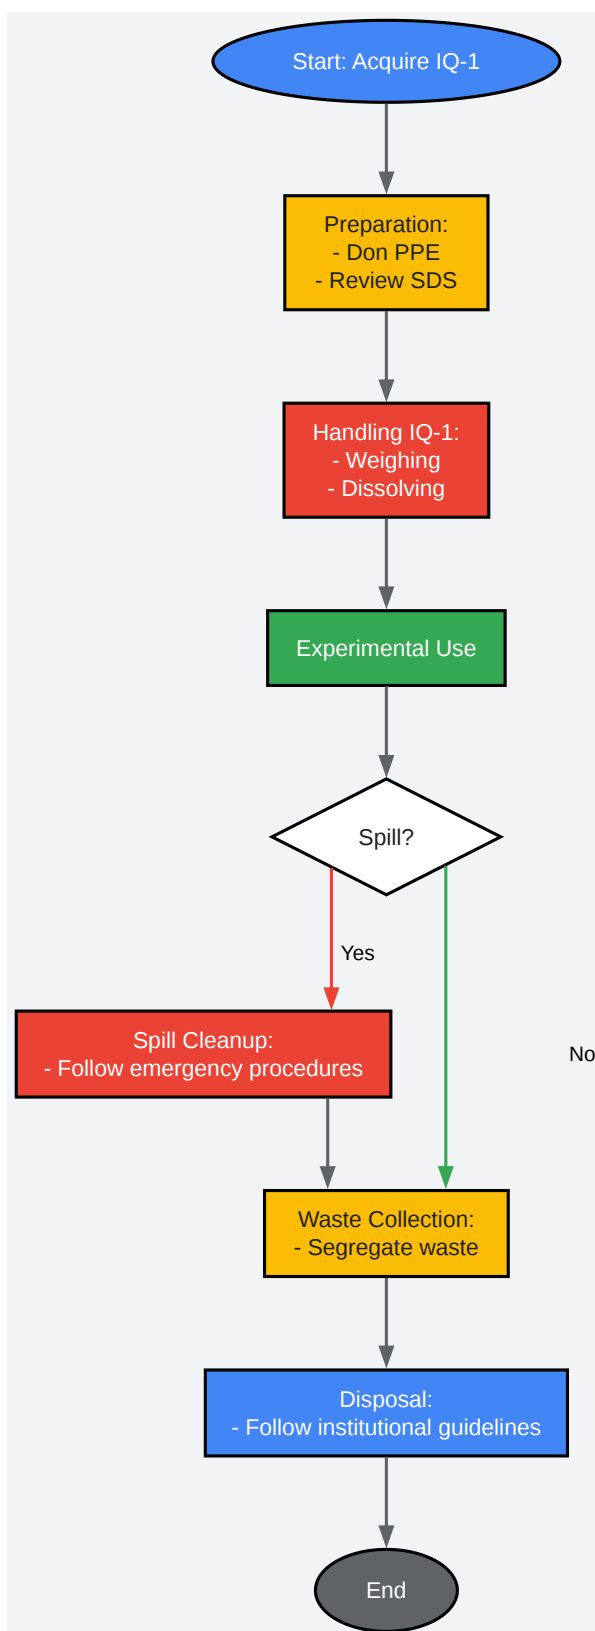 Start: Acquire IQ-1
Preparation:
- Don PPE
- Review SDS
Handling IQ-1:
- Weighing
- Dissolving
Experimental Use
Spill?
Yes
Spill Cleanup:
- Follow emergency procedures
No
Waste Collection:
- Segregate waste
Disposal:
- Follow institutional guidelines
End